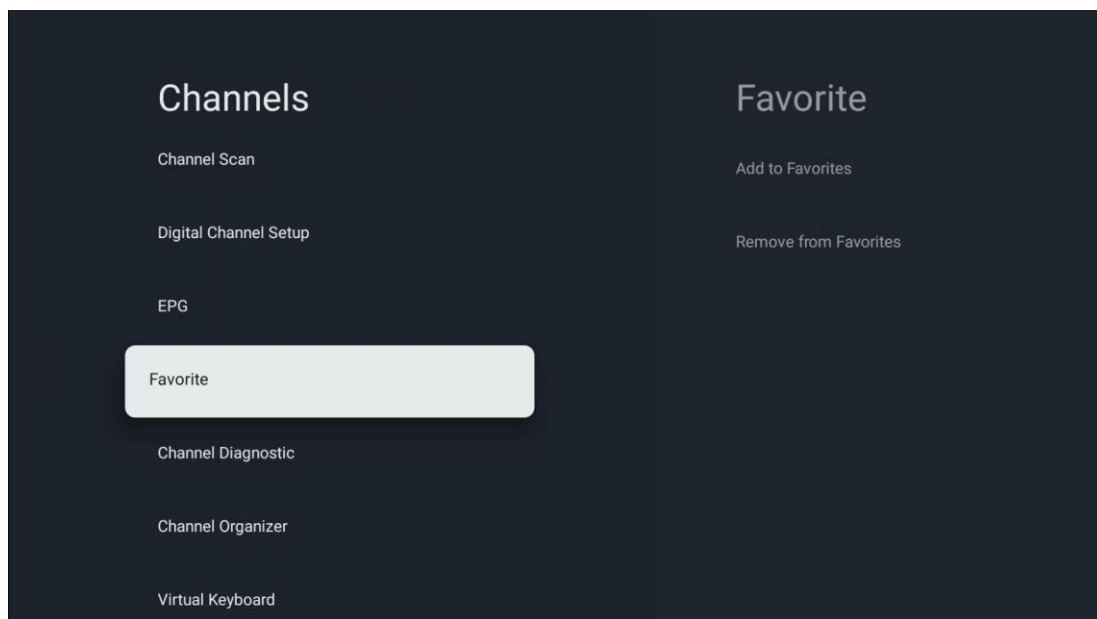 Channels
Channel Scan
Digital Channel Setup
EPG
Favorite
Channel Diagnostic
Channel Organizer
Virtual Keyboard
Favorite
Add to Favorites
Remove from Favorites